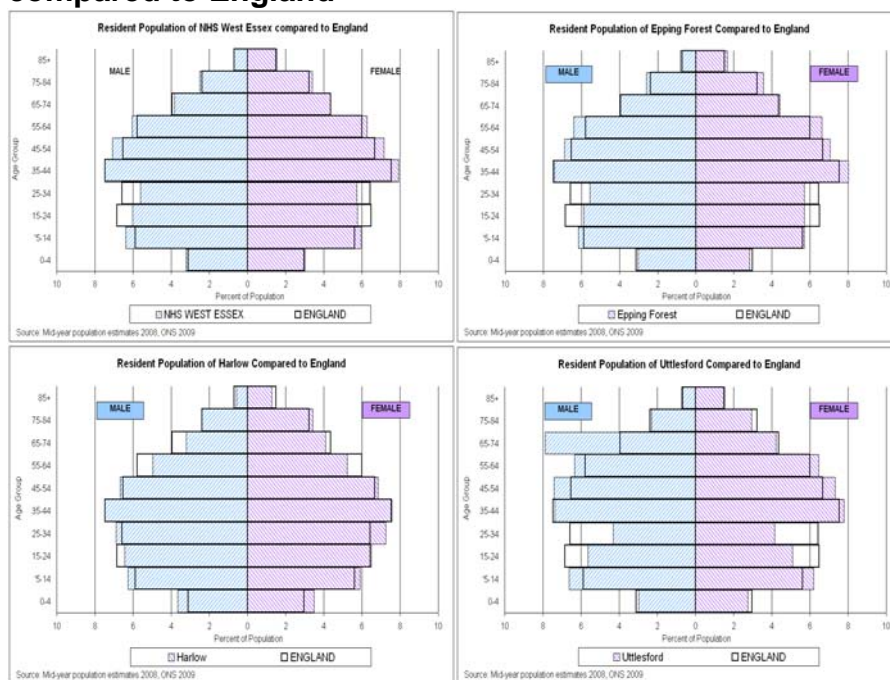 compared to England
Resident Population of NHS West Essex compared to England
MALE
FEMALE
Age Group
85+
75-84
65-74
55-64
45-54
35-44
25-34
15-24
'5-14
0-4
10 8 6 4 2 0 2 4 6 8 10
Percent of Population
NHS WEST ESSEX ENGLAND
Source: Mid-year population estimates 2008, ONS 2009
Resident Population of Epping Forest Compared to England
MALE
FEMALE
Age Group
85+
75-84
65-74
55-64
45-54
35-44
25-34
15-24
'5-14
0-4
10 8 6 4 2 0 2 4 6 8 10
Percent of Population
Epping Forest ENGLAND
Source: Mid-year population estimates 2008, ONS 2009
Resident Population of Harlow Compared to England
MALE
FEMALE
Age Group
85+
75-84
65-74
55-64
45-54
35-44
25-34
15-24
'5-14
0-4
10 8 6 4 2 0 2 4 6 8 10
Percent of Population
Harlow ENGLAND
Source: Mid-year population estimates 2008, ONS 2009
Resident Population of Uttlesford Compared to England
MALE
FEMALE
Age Group
85+
75-84
65-74
55-64
45-54
35-44
25-34
15-24
'5-14
0-4
10 8 6 4 2 0 2 4 6 8 10
Percent of Population
Uttlesford ENGLAND
Source: Mid-year population estimates 2008, ONS 2009